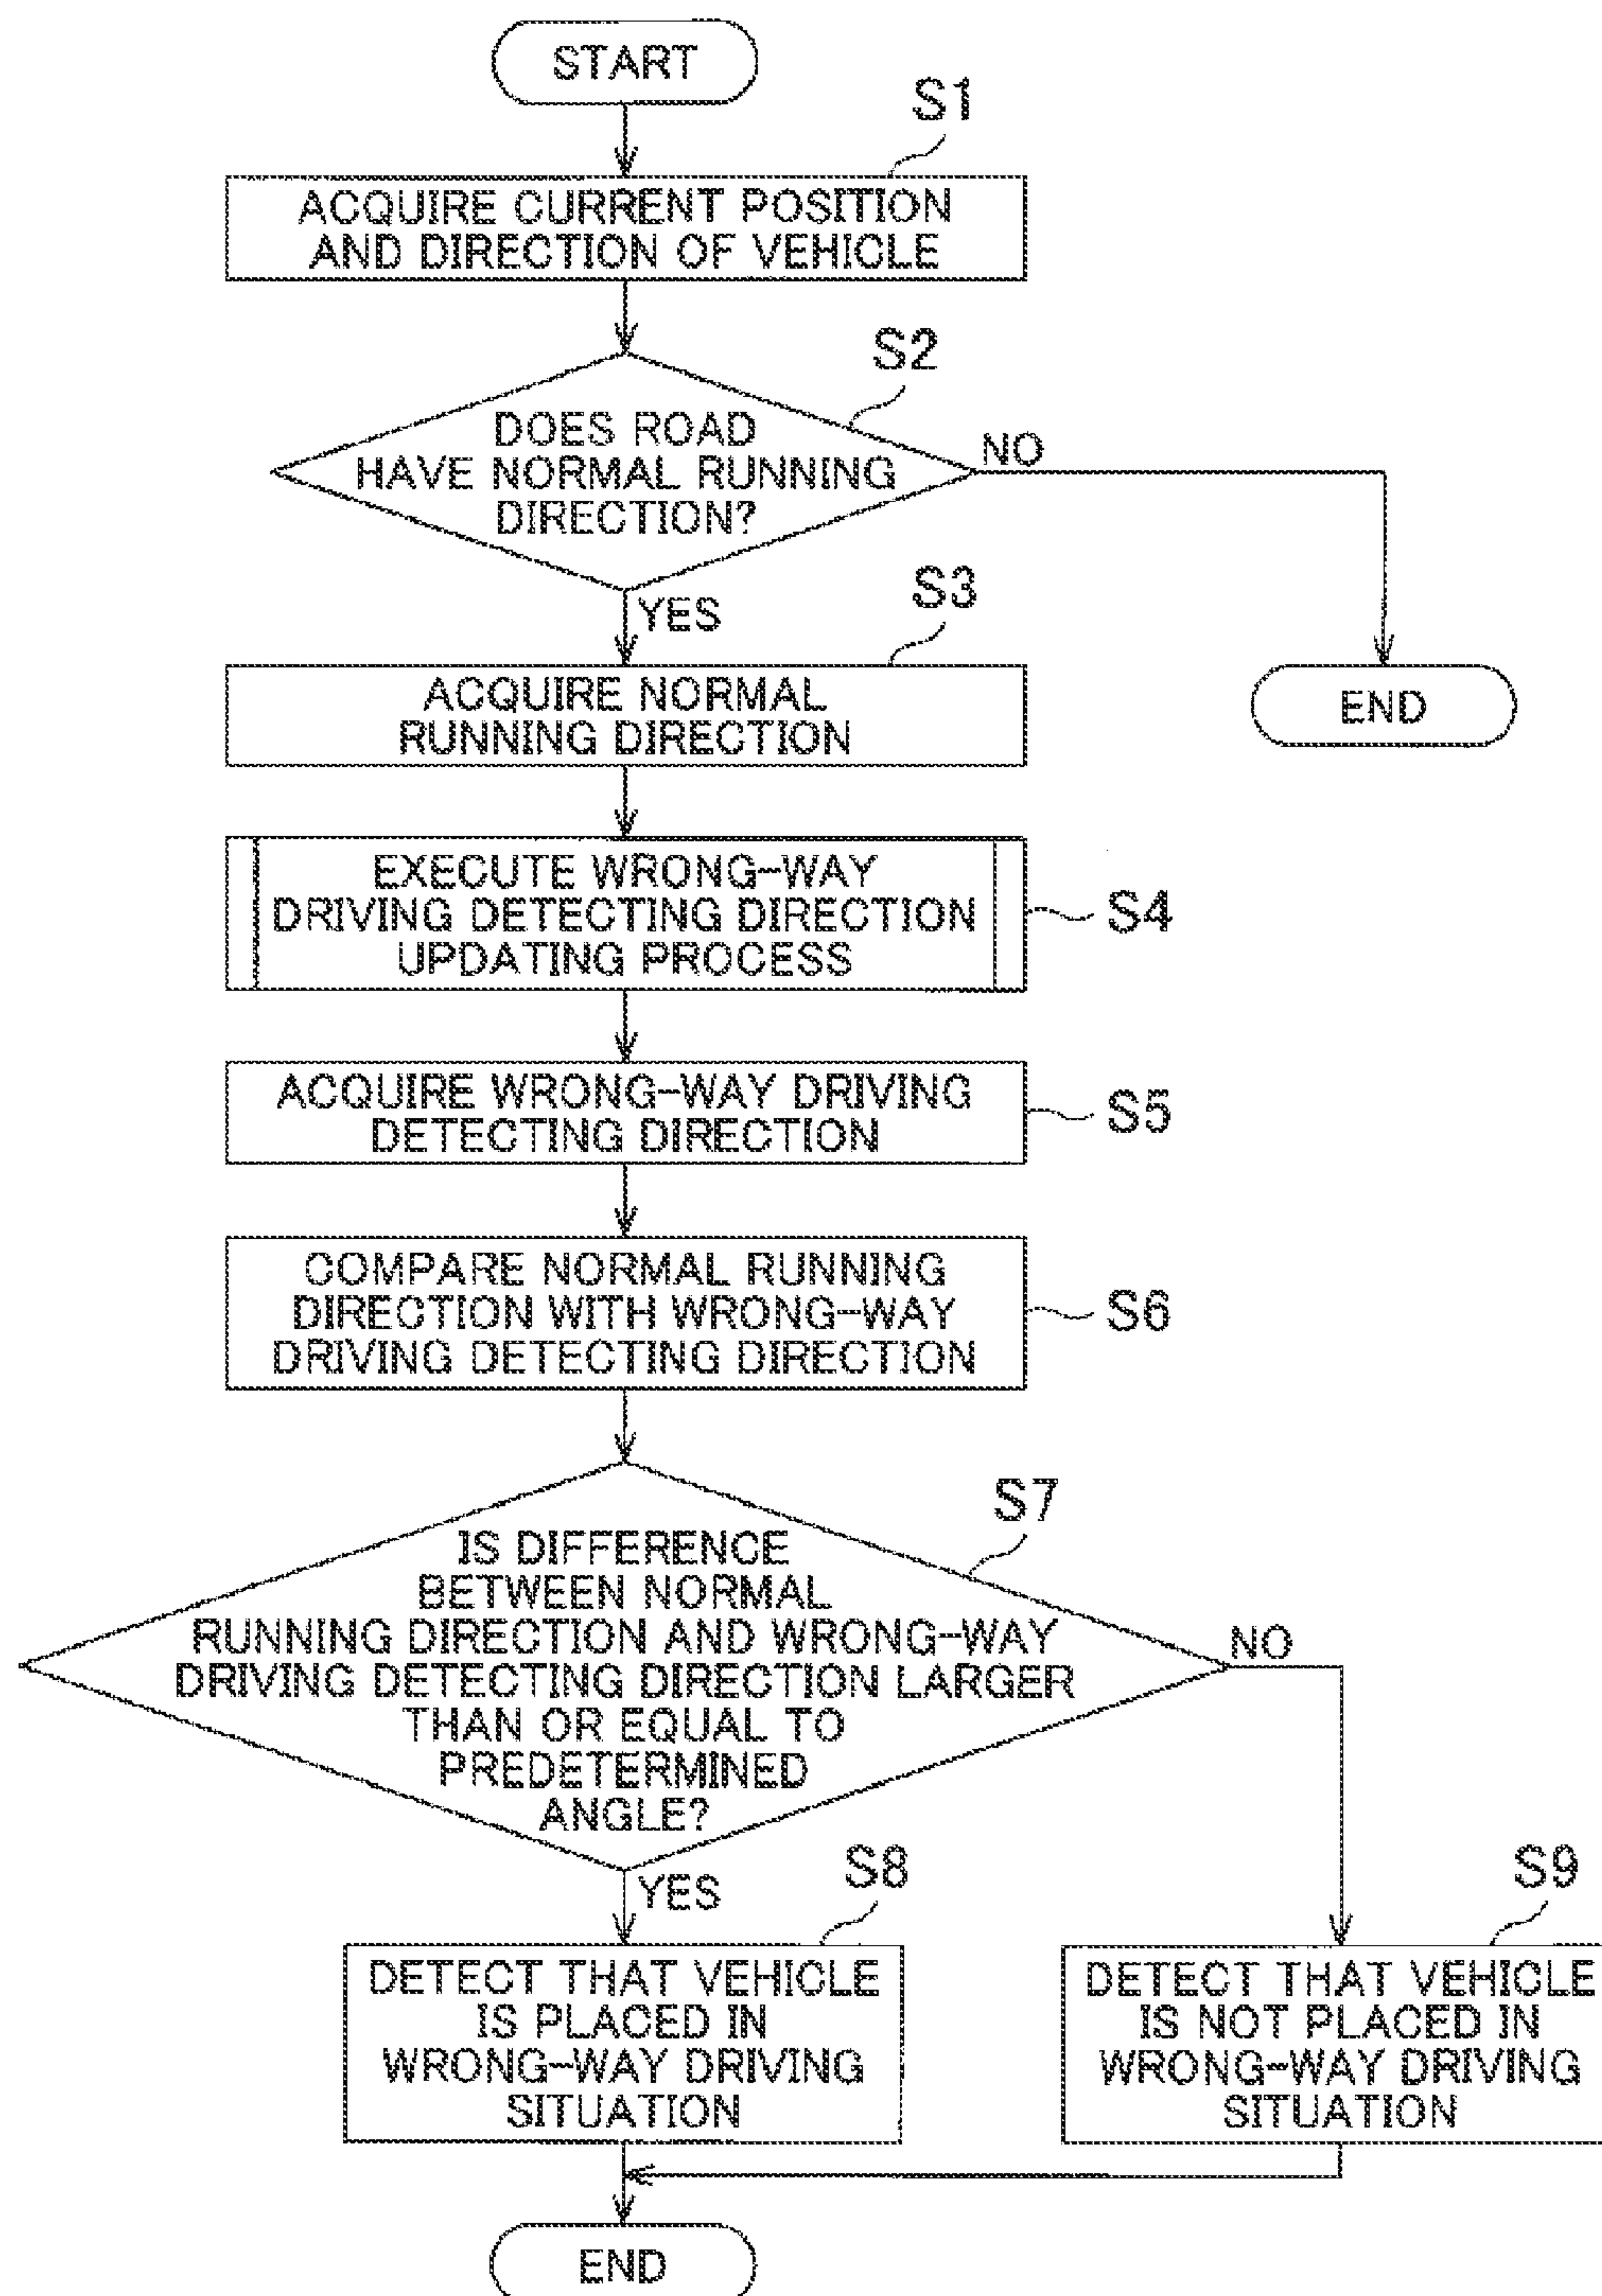 START
S1
ACQUIRE CURRENT POSITION
AND DIRECTION OF VEHICLE
S2
DOES ROAD
HAVE NORMAL RUNNING
DIRECTION?
NO
YES
S3
ACQUIRE NORMAL
RUNNING DIRECTION
END
EXECUTE WRONG-WAY
DRIVING DETECTING DIRECTION
UPDATING PROCESS
S4
ACQUIRE WRONG-WAY DRIVING
DETECTING DIRECTION
S5
COMPARE NORMAL RUNNING
DIRECTION WITH WRONG-WAY
DRIVING DETECTING DIRECTION
S6
S7
IS DIFFERENCE
BETWEEN NORMAL
RUNNING DIRECTION AND WRONG-WAY
DRIVING DETECTING DIRECTION LARGER
THAN OR EQUAL TO
PREDETERMINED
ANGLE?
NO
YES
S8
DETECT THAT VEHICLE
IS PLACED IN
WRONG-WAY DRIVING
SITUATION
S9
DETECT THAT VEHICLE
IS NOT PLACED IN
WRONG-WAY DRIVING
SITUATION
END